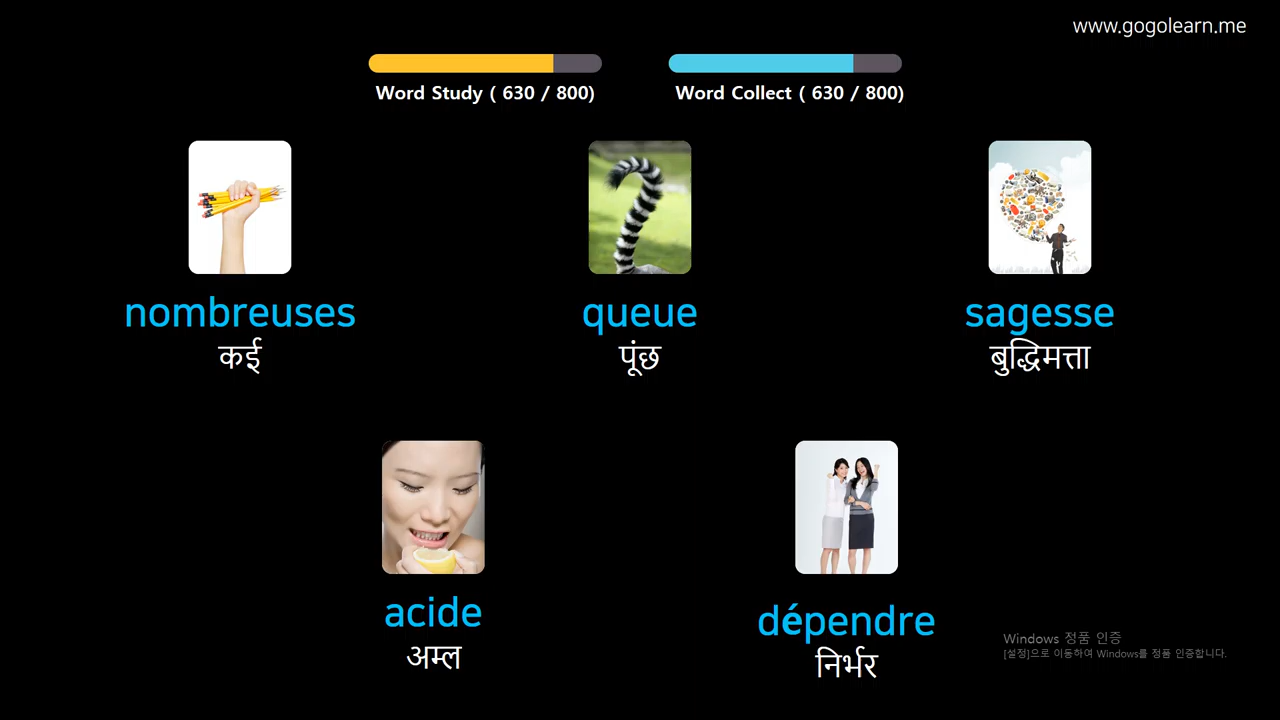 www.gogolearn.me
Word Study ( 630 / 800)
Word Collect ( 630 / 800)
nombreuses
कई
queue
पूंछ
sagesse
बुद्धिमत्ता
acide
अम्ल
dépendre
निर्भर
Windows 정품 인증
[설정]으로 이동하여 Windows를 정품 인증합니다.